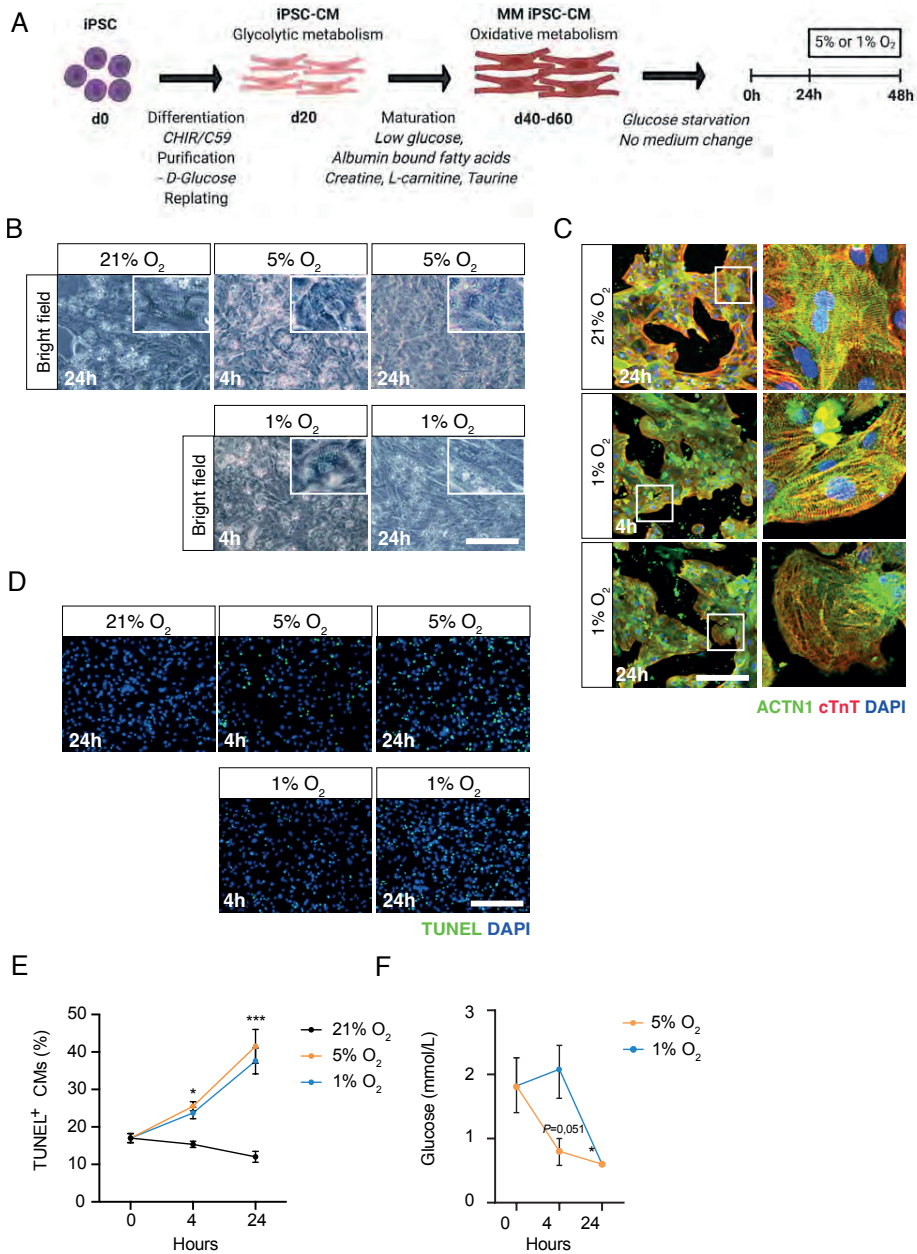 A
iPSC
d0
Differentiation
CHIR/C59
Purification
- D-Glucose
Replating
iPSC-CM
Glycolytic metabolism
d20
Maturation
Low glucose,
Albumin bound fatty acids
Creatine, L-carnitine, Taurine
MM iPSC-CM
Oxidative metabolism
d40-d60
Glucose starvation
No medium change
5% or 1% O2
0h 24h 48h
B
21% O2 5% O2 5% O2
Bright field
24h 4h 24h
1% O2 1% O2
Bright field
4h 24h
C
21% O2
24h
1% O2
4h
1% O2
24h
ACTN1 cTnT DAPI
D
21% O2 5% O2 5% O2
24h 4h 24h
1% O2 1% O2
4h 24h
TUNEL DAPI
E
TUNEL+ CMs (%)
50
40
30
20
10
0
* ***
0 4 24
Hours
21% O2
5% O2
1% O2
F
Glucose (mmol/L)
3
2
1
0
P=0,051
*
0 4 24
Hours
5% O2
1% O2